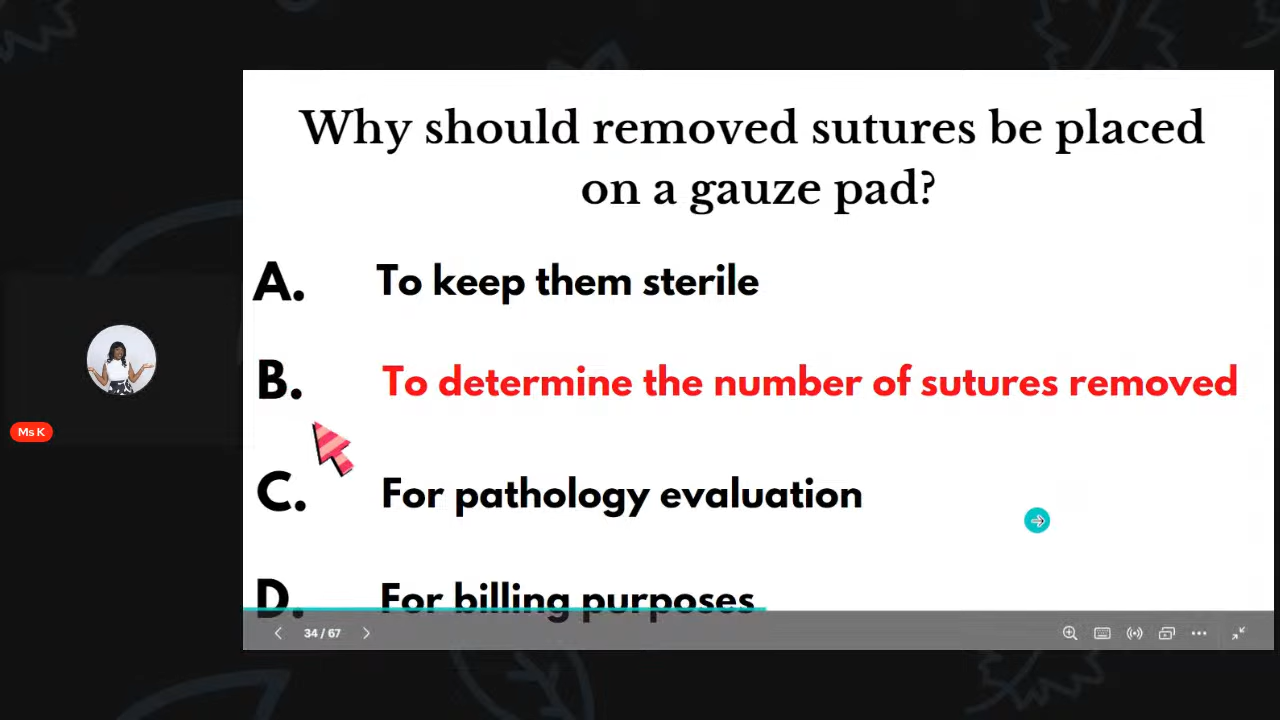 Why should removed sutures be placed
on a gauze pad?
A. To keep them sterile
B. To determine the number of sutures removed
Ms K
C. For pathology evaluation
D. For billing purposes
34 / 67